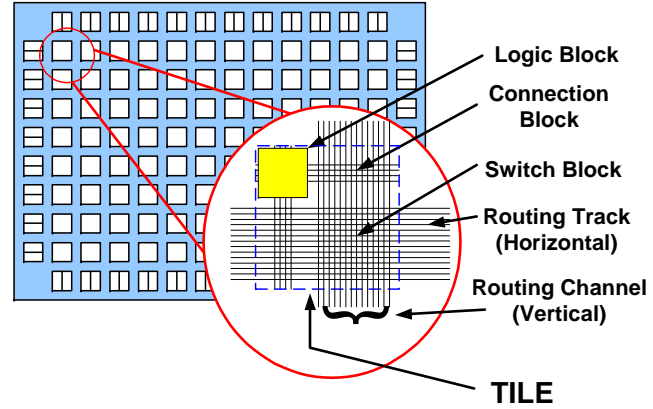 Logic Block
Connection
Block
Switch Block
Routing Track
(Horizontal)
Routing Channel
(Vertical)
TILE